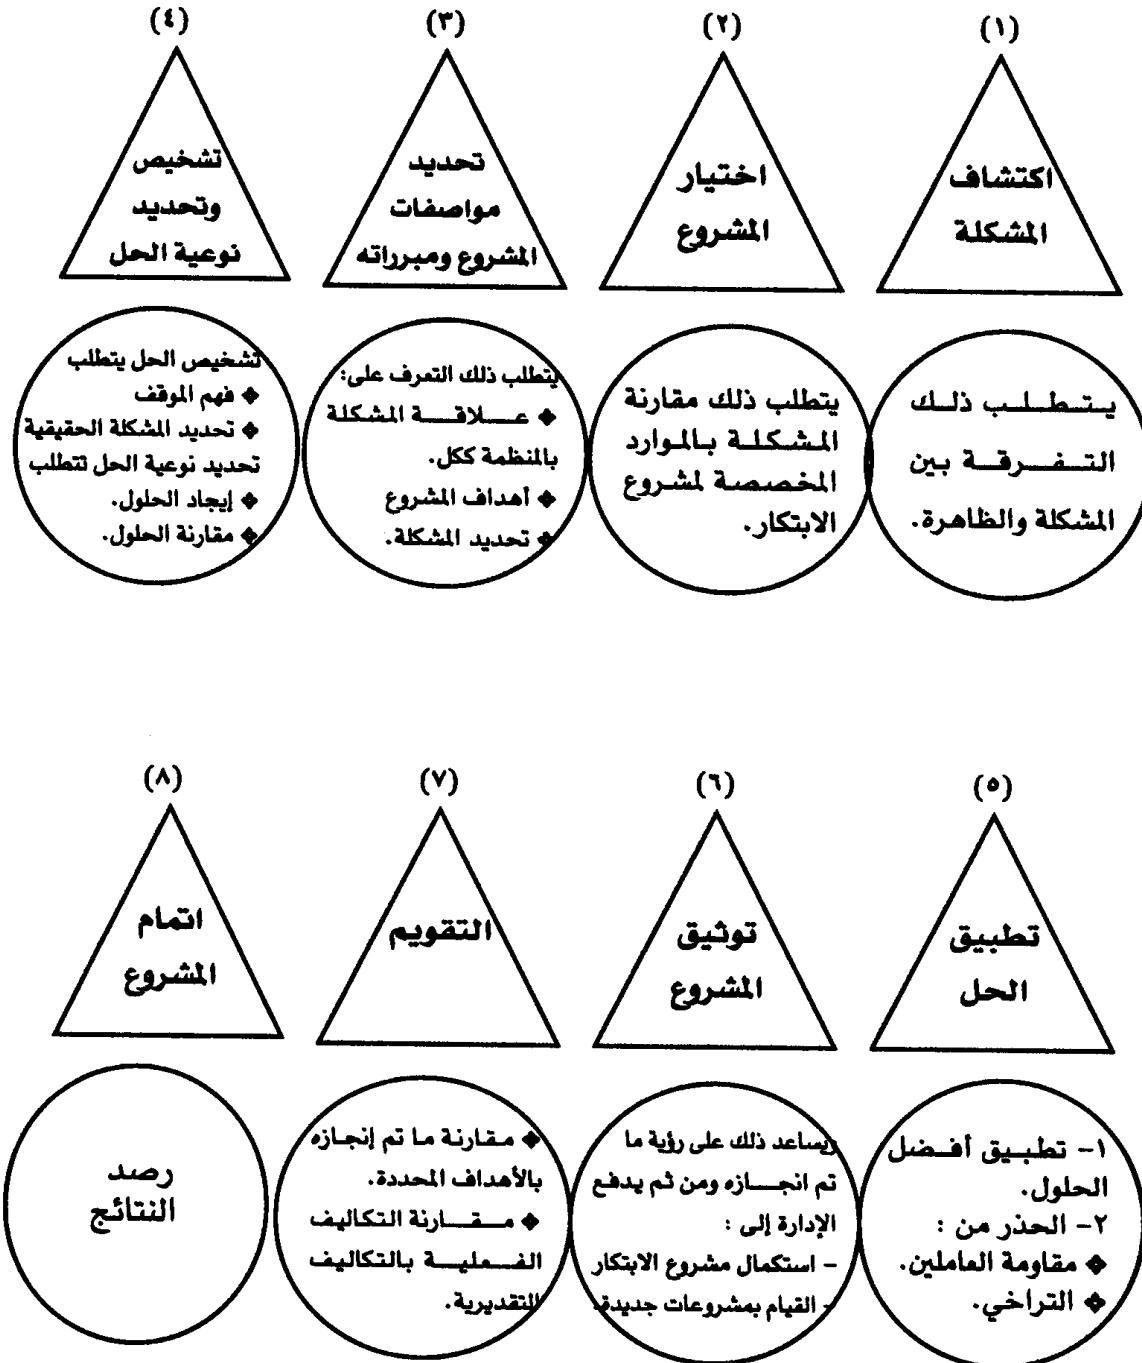 (١)
اكتشاف
المشكلة
يتطلب ذلك
التفرقة بين
المشكلة والظاهرة.
(٢)
اختيار
المشروع
يتطلب ذلك مقارنة
المشكلة بالموارد
المخصصة لمشروع
الابتكار.
(٣)
تحديد
مواصفات
المشروع ومبرراته
يتطلب ذلك التعرف على:
❖ علاقة المشكلة
بالمنظمة ككل.
❖ أهداف المشروع
❖ تحديد المشكلة.
(٤)
تشخيص
وتحديد
نوعية الحل
تشخيص الحل يتطلب
❖ فهم الموقف
❖ تحديد المشكلة الحقيقية
تحديد نوعية الحل تتطلب
❖ إيجاد الحلول.
❖ مقارنة الحلول.
(٥)
تطبيق
الحل
١- تطبيق أفضل
الحلول.
٢- الحذر من :
❖ مقاومة العاملين.
❖ التراخي.
(٦)
توثيق
المشروع
ويساعد ذلك على رؤية ما
تم انجازه ومن ثم يدفع
الإدارة إلى :
- استكمال مشروع الابتكار
- القيام بمشروعات جديدة.
(٧)
التقويم
❖ مقارنة ما تم إنجازه
بالأهداف المحددة.
❖ مقارنة التكاليف
الفعلية بالتكاليف
التقديرية.
(٨)
اتمام
المشروع
رصد
النتائج